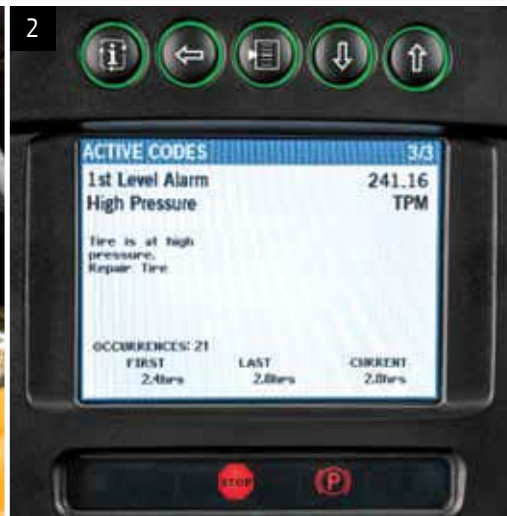 2
ACTIVE CODES 3/3
1st Level Alarm 241.16
High Pressure TPM
Tire is at high
pressure.
Repair Tire
OCCURRENCES: 21
FIRST LAST CURRENT
2.4hrs 2.8hrs 2.8hrs
STOP P